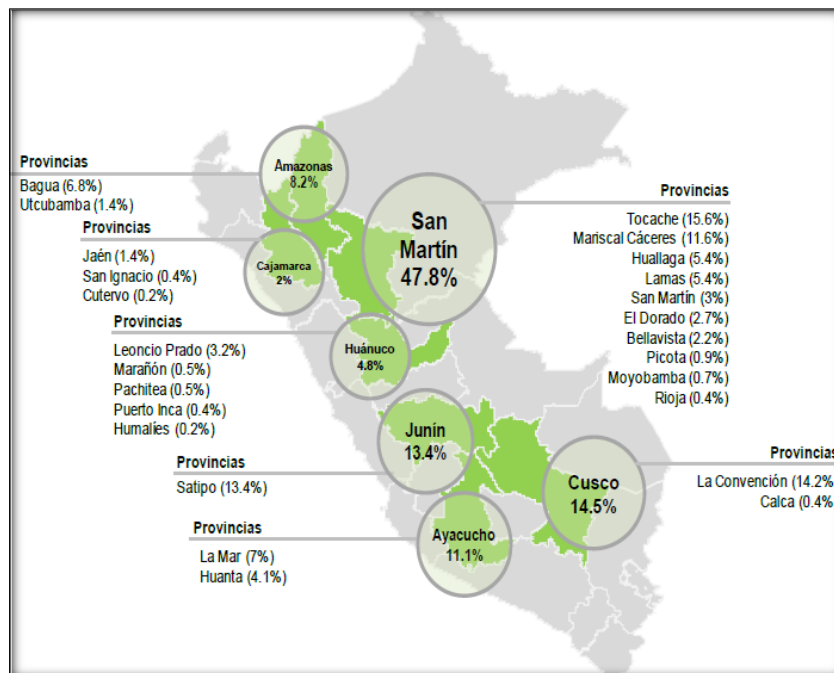 Provincias
Bagua (6.8%)
Utcubamba (1.4%)
Amazonas
8.2%
Provincias
Jaén (1.4%)
San Ignacio (0.4%)
Cutervo (0.2%)
Cajamarca
2%
San
Martín
47.8%
Provincias
Tocache (15.6%)
Mariscal Cáceres (11.6%)
Huallaga (5.4%)
Lamas (5.4%)
San Martín (3%)
El Dorado (2.7%)
Bellavista (2.2%)
Picota (0.9%)
Moyobamba (0.7%)
Rioja (0.4%)
Provincias
Leoncio Prado (3.2%)
Marañón (0.5%)
Pachitea (0.5%)
Puerto Inca (0.4%)
Humalíes (0.2%)
Huánuco
4.8%
Provincias
Satipo (13.4%)
Junín
13.4%
Provincias
La Convención (14.2%)
Calca (0.4%)
Cusco
14.5%
Provincias
La Mar (7%)
Huanta (4.1%)
Ayacucho
11.1%